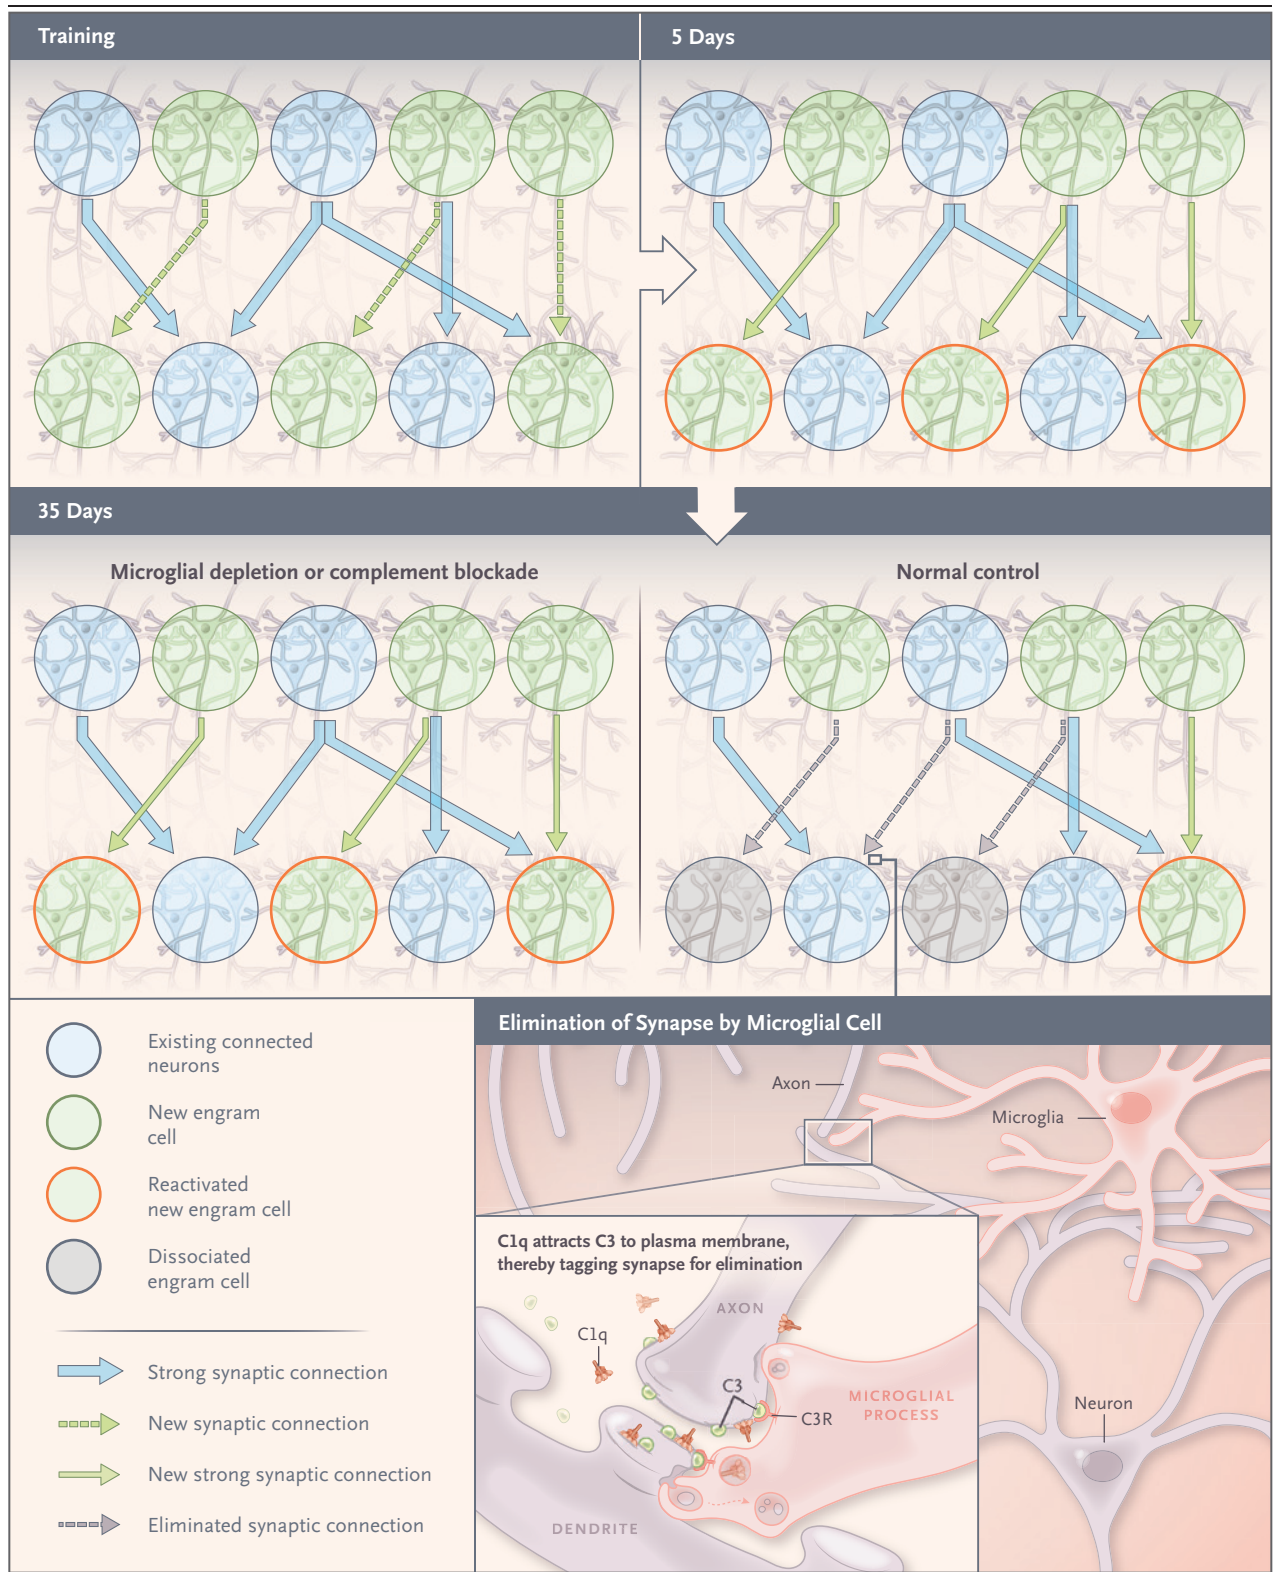 Training
5 Days
35 Days
Microglial depletion or complement blockade
Normal control
Existing connected
neurons
New engram
cell
Reactivated
new engram cell
Dissociated
engram cell
Strong synaptic connection
New synaptic connection
New strong synaptic connection
Eliminated synaptic connection
Elimination of Synapse by Microglial Cell
Axon
Microglia
C1q attracts C3 to plasma membrane,
thereby tagging synapse for elimination
AXON
C1q
C3
C3R
MICROGLIAL
PROCESS
DENDRITE
Neuron